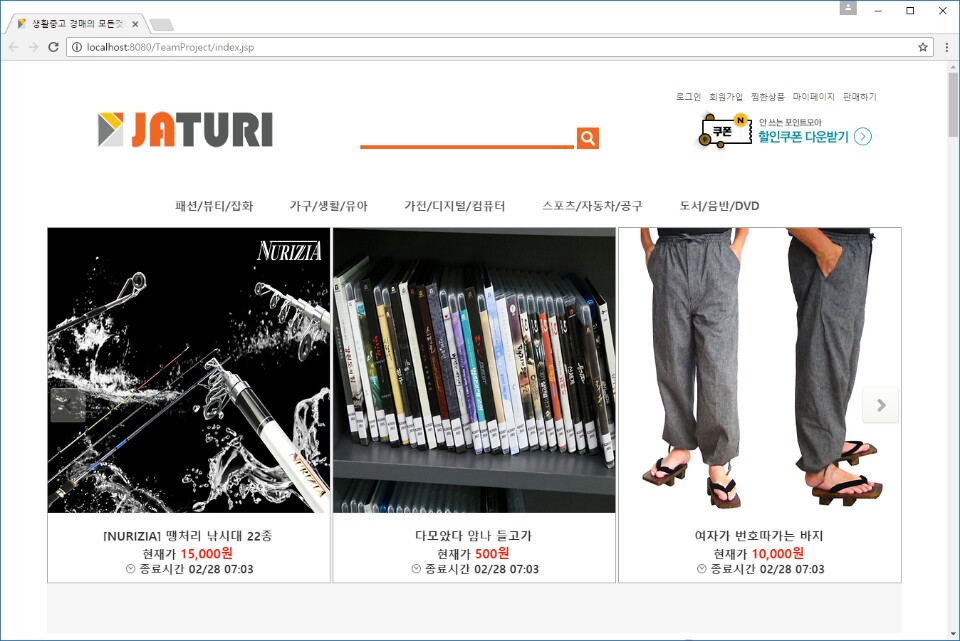 생활중고 경매의 모든것
localhost:8080/TeamProject/index.jsp
로그인 회원가입 찜한상품 마이페이지 판매하기
JATURI
쿠폰 N
안 쓰는 포인트모아
할인쿠폰 다운받기
패션/뷰티/잡화 가구/생활/유아 가전/디지털/컴퓨터 스포츠/자동차/공구 도서/음반/DVD
NURIZIA
NURIZIA
[NURIZIA] 땡처리 낚시대 22종
현재가 15,000원
종료시간 02/28 07:03
다모았다 암나 들고가
현재가 500원
종료시간 02/28 07:03
여자가 번호따가는 바지
현재가 10,000원
종료시간 02/28 07:03